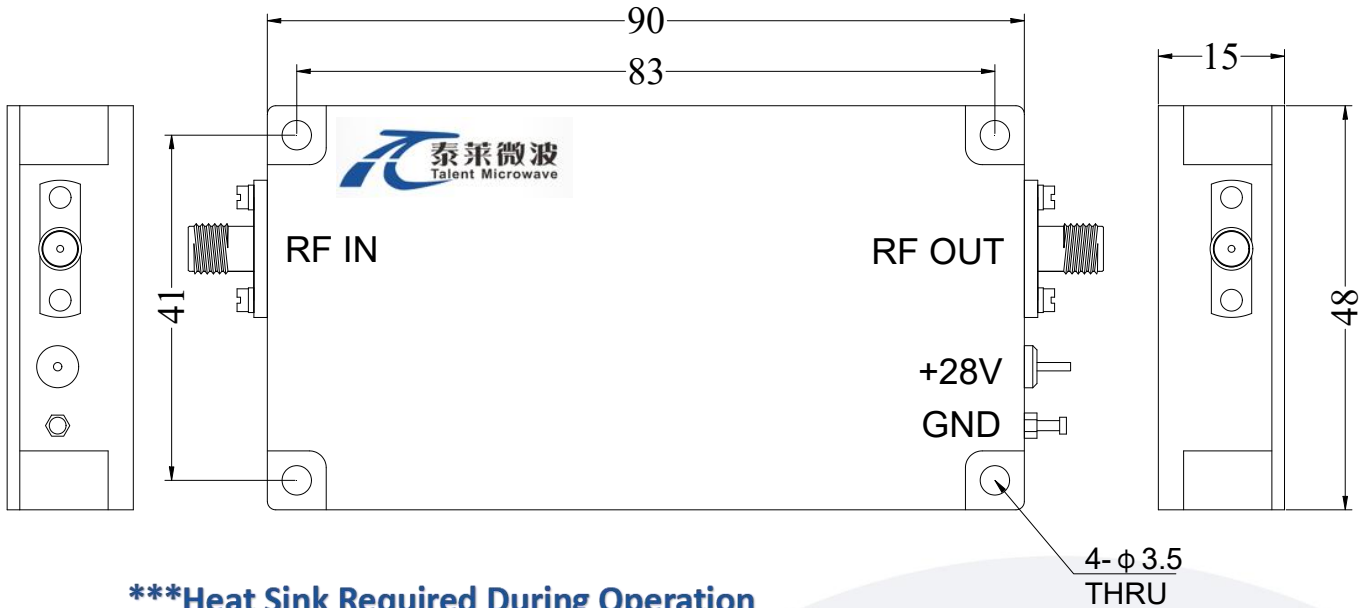 90
83
15
泰莱微波
Talent Microwave
RF IN
RF OUT
41
48
+28V
GND
4-φ3.5
THRU
***Heat Sink Required During Operation